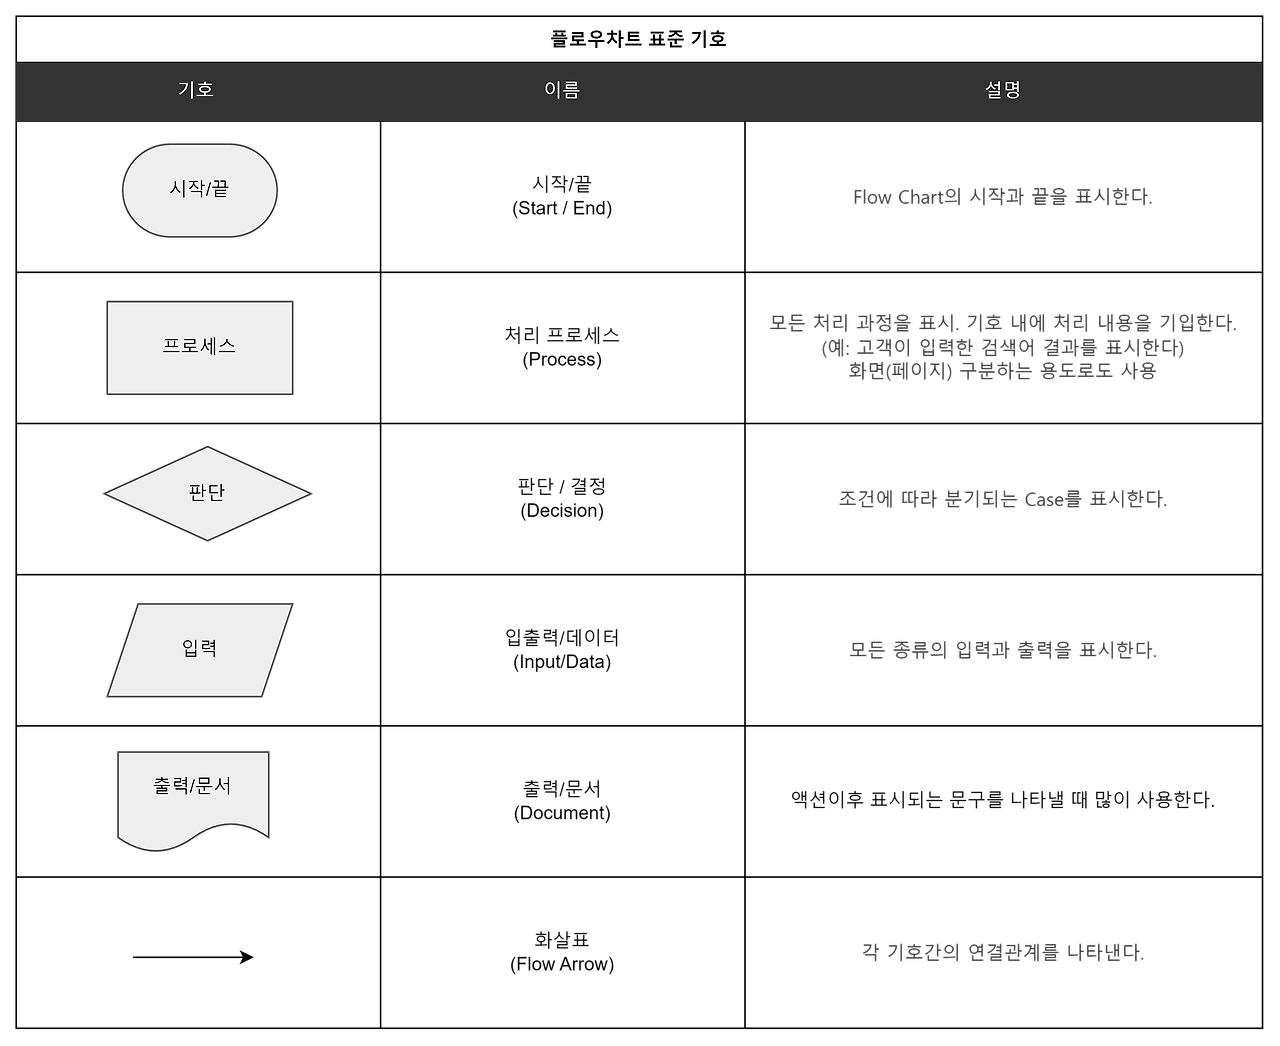 플로우차트 표준 기호
기호
이름
설명
시작/끝
시작/끝
(Start / End)
Flow Chart의 시작과 끝을 표시한다.
프로세스
처리 프로세스
(Process)
모든 처리 과정을 표시. 기호 내에 처리 내용을 기입한다.
(예: 고객이 입력한 검색어 결과를 표시한다)
화면(페이지) 구분하는 용도로도 사용
판단
판단 / 결정
(Decision)
조건에 따라 분기되는 Case를 표시한다.
입력
입출력/데이터
(Input/Data)
모든 종류의 입력과 출력을 표시한다.
출력/문서
출력/문서
(Document)
액션이후 표시되는 문구를 나타낼 때 많이 사용한다.
화살표
(Flow Arrow)
각 기호간의 연결관계를 나타낸다.